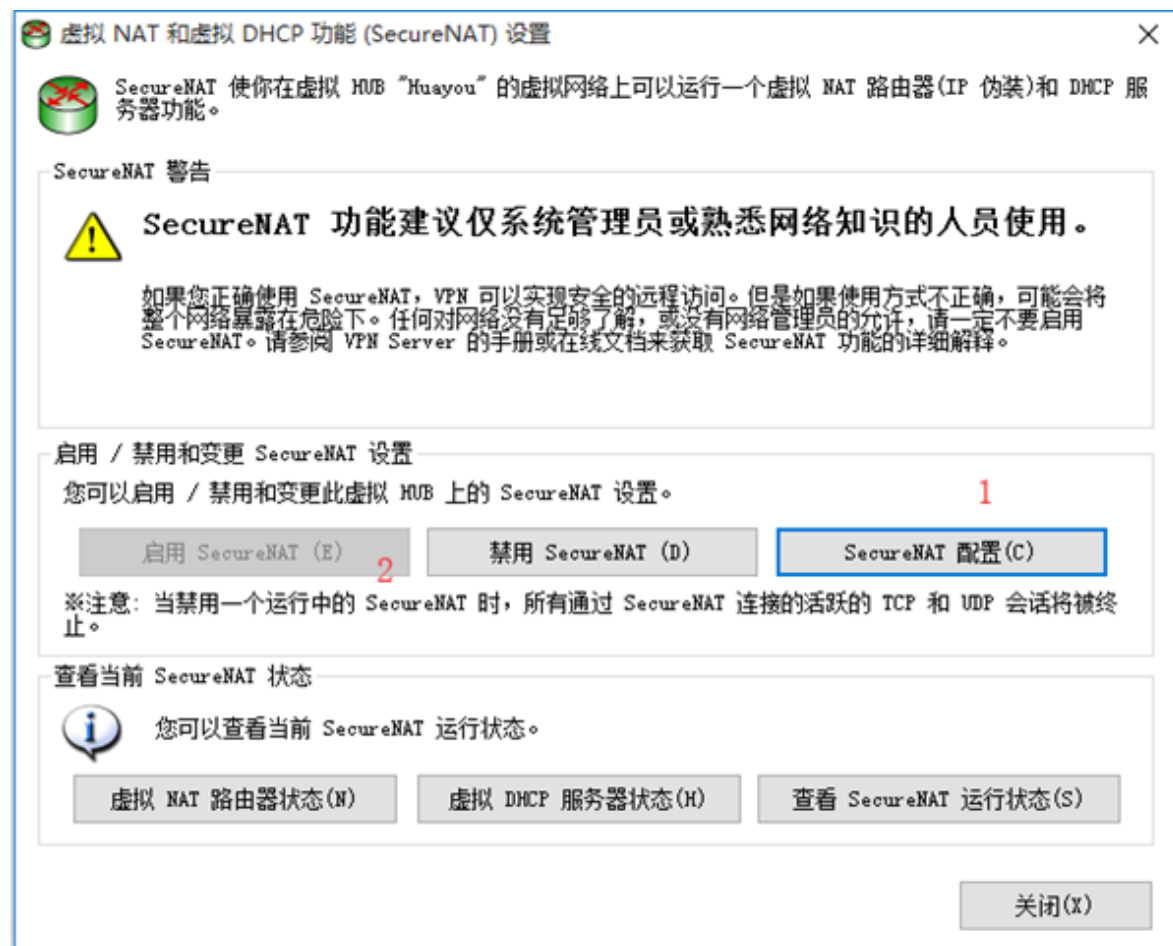 虚拟 NAT 和虚拟 DHCP 功能 (SecureNAT) 设置
SecureNAT 使你在虚拟 HUB "Huayou" 的虚拟网络上可以运行一个虚拟 NAT 路由器(IP 伪装)和 DHCP 服
务器功能。
SecureNAT 警告
SecureNAT 功能建议仅系统管理员或熟悉网络知识的人员使用。
如果您正确使用 SecureNAT，VPN 可以实现安全的远程访问。但是如果使用方式不正确，可能会将
整个网络暴露在危险下。任何对网络没有足够了解，或没有网络管理员的允许，请一定不要启用
SecureNAT。请参阅 VPN Server 的手册或在线文档来获取 SecureNAT 功能的详细解释。
启用 / 禁用和变更 SecureNAT 设置
您可以启用 / 禁用和变更此虚拟 HUB 上的 SecureNAT 设置。
1
启用 SecureNAT (E)
禁用 SecureNAT (D)
SecureNAT 配置(C)
2
※注意: 当禁用一个运行中的 SecureNAT 时，所有通过 SecureNAT 连接的活跃的 TCP 和 UDP 会话将被终
止。
查看当前 SecureNAT 状态
您可以查看当前 SecureNAT 运行状态。
虚拟 NAT 路由器状态(N)
虚拟 DHCP 服务器状态(H)
查看 SecureNAT 运行状态(S)
关闭(X)